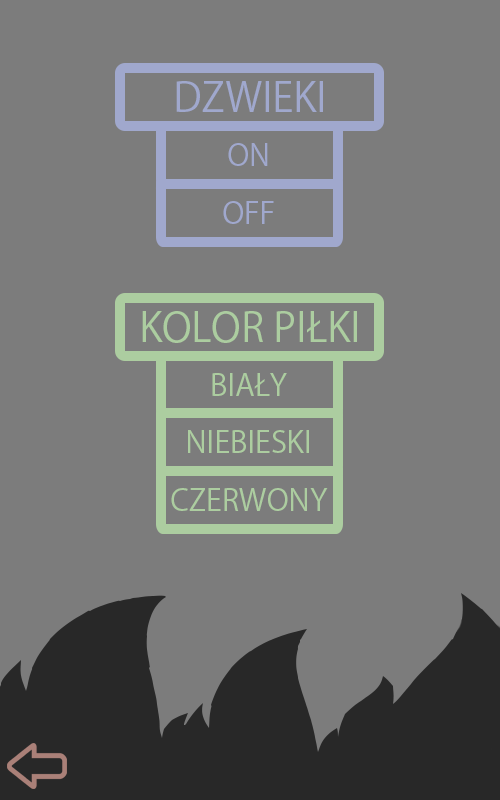 DZWIEKI
ON
OFF
KOLOR PIŁKI
BIAŁY
NIEBIESKI
CZERWONY